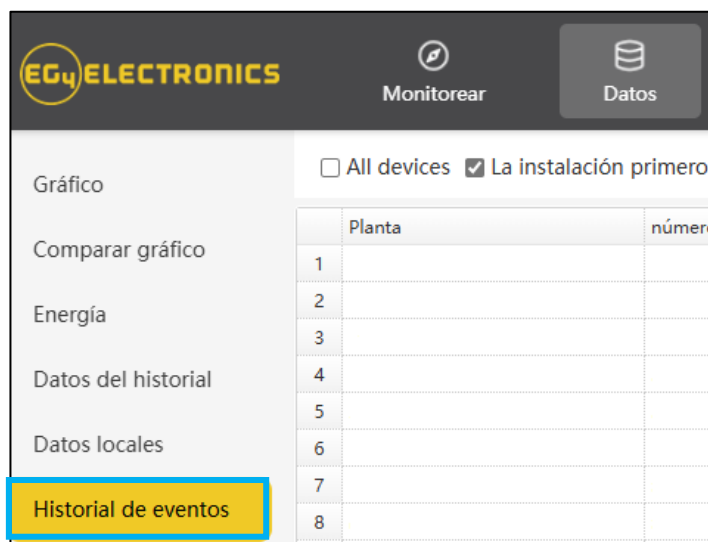 EG4 ELECTRONICS
Monitorear
Datos
Gráfico
Comparar gráfico
Energía
Datos del historial
Datos locales
Historial de eventos
All devices La instalación primero
Planta
1
2
3
4
5
6
7
8